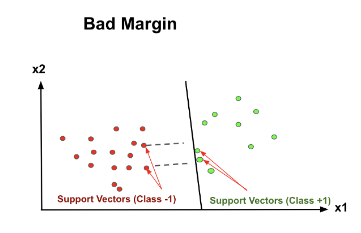 Bad Margin
x2
Support Vectors (Class -1)
Support Vectors (Class +1)
x1